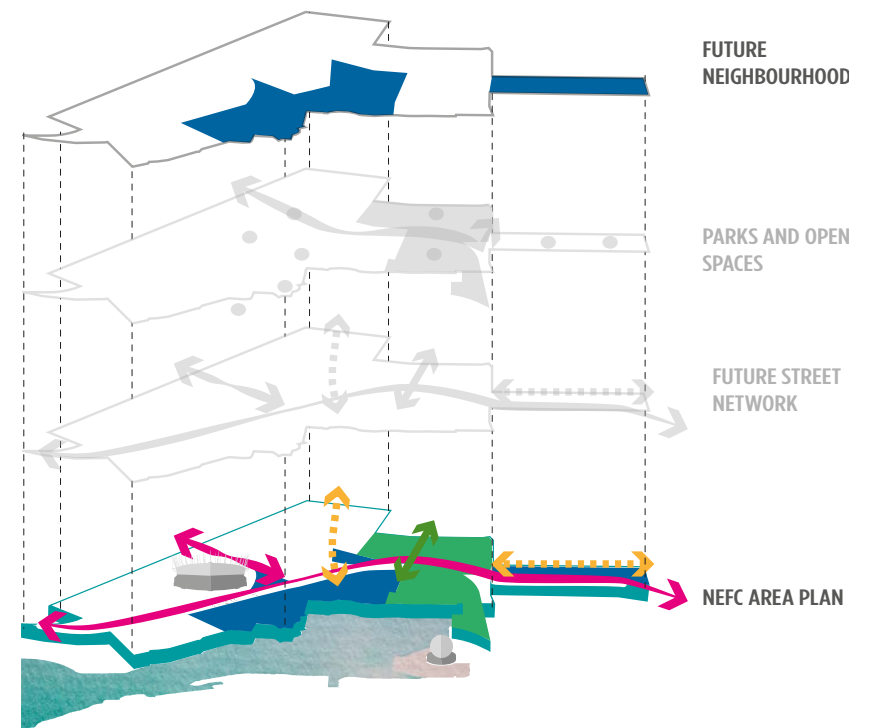 FUTURE
NEIGHBOURHOOD
PARKS AND OPEN
SPACES
FUTURE STREET
NETWORK
NEFC AREA PLAN